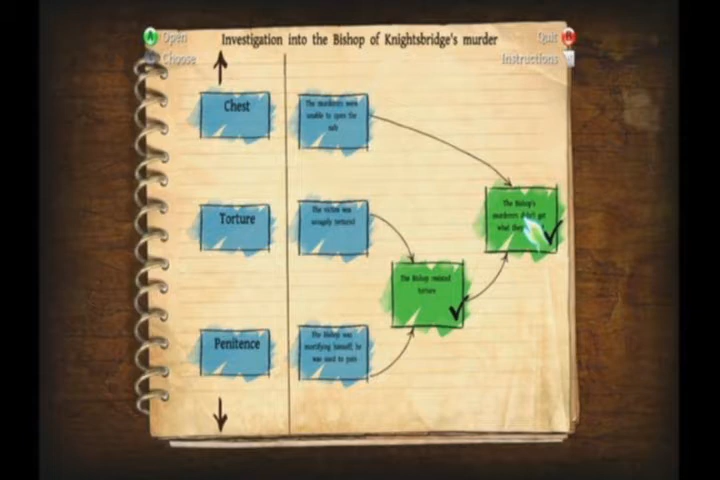 A Open
Investigation into the Bishop of Knightsbridge's murder
Quit B
Choose
Instructions
Chest
The murderers were
unable to open the
safe
Torture
The victim was
savagely tortured
The Bishop's
murderers didn't get
what they
The Bishop resisted
torture
Penitence
The Bishop was
mortifying himself, he
was used to pain